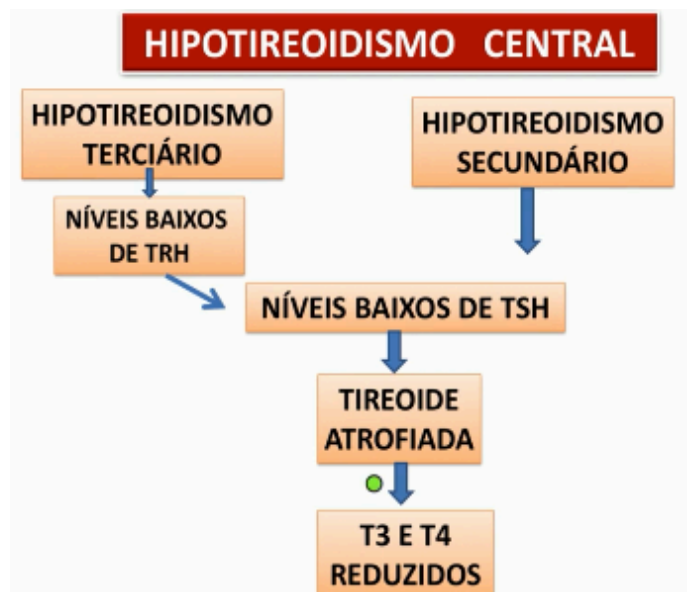 HIPOTIREOIDISMO CENTRAL
HIPOTIREOIDISMO
TERCIÁRIO
HIPOTIREOIDISMO
SECUNDÁRIO
NÍVEIS BAIXOS
DE TRH
NÍVEIS BAIXOS DE TSH
TIREOIDE
ATROFIADA
T3 E T4
REDUZIDOS